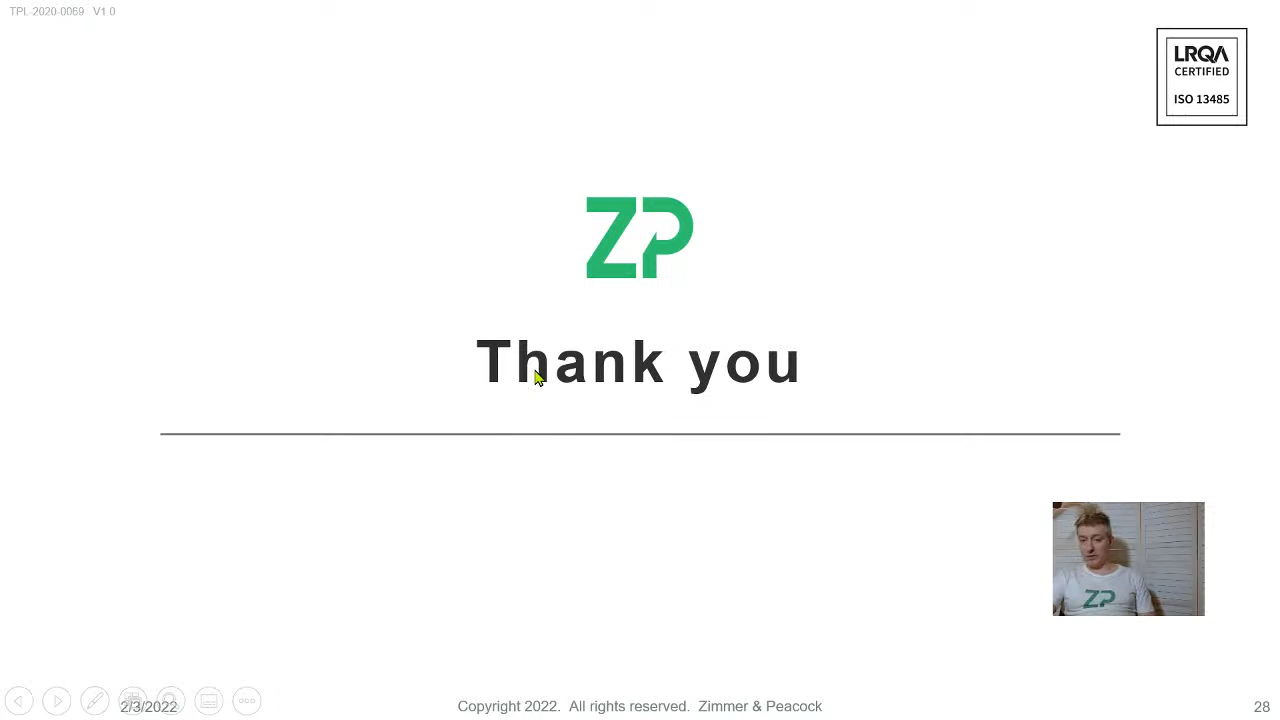 TPL-2020-0069 V1.0
LRQA
CERTIFIED
ISO 13485
ZP
Thank you
ZP
2/3/2022
Copyright 2022. All rights reserved. Zimmer & Peacock
28